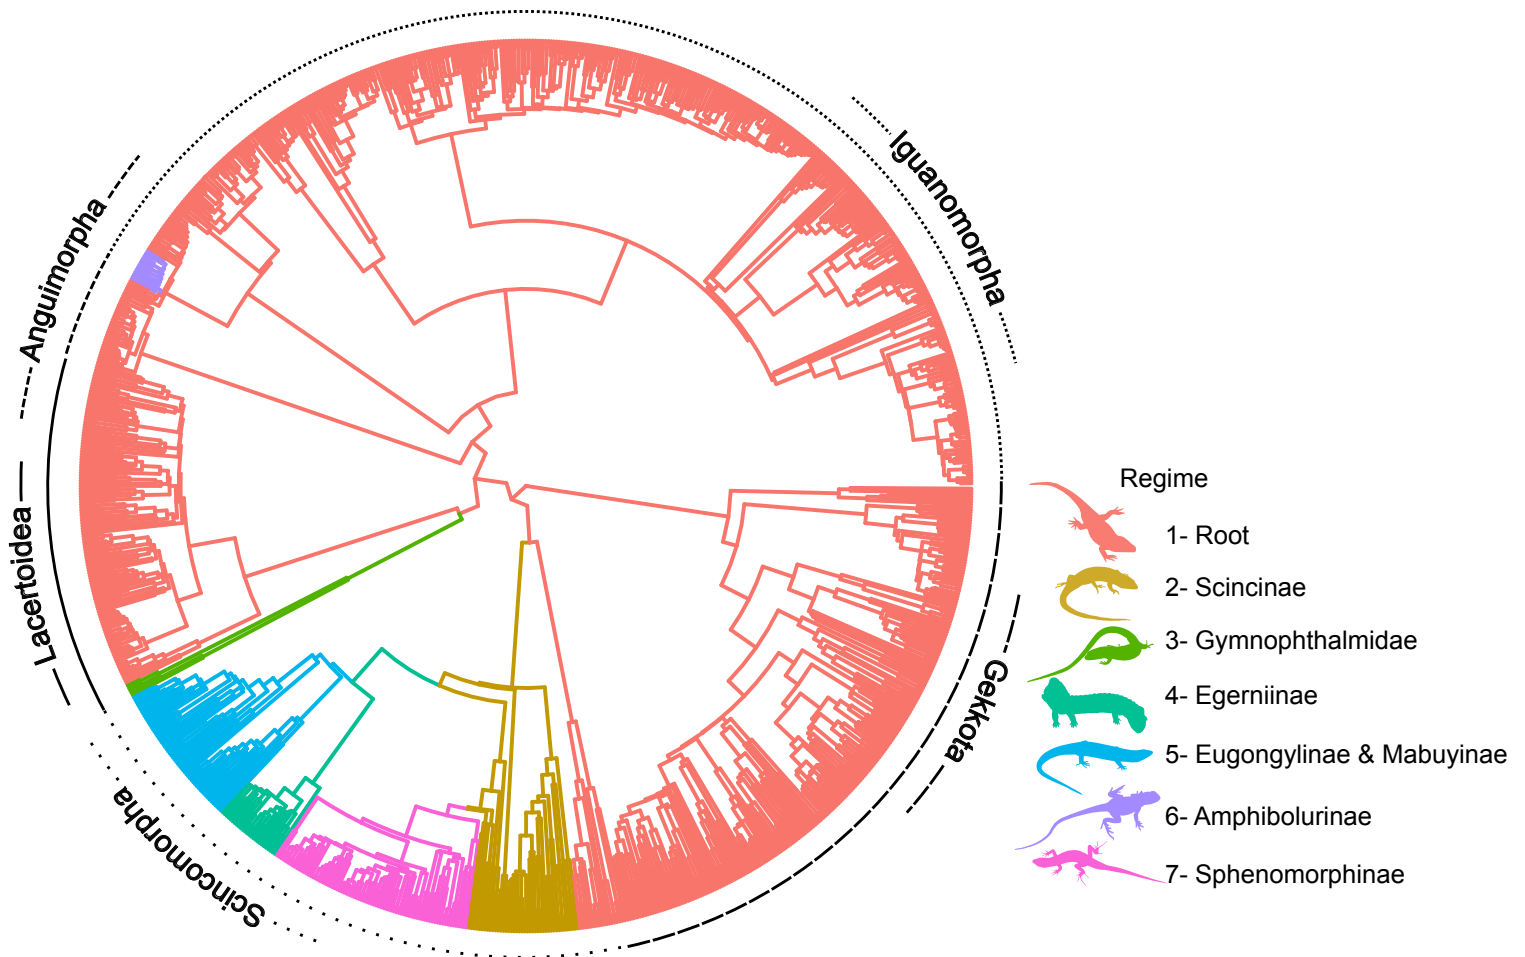 Iguanomorpha
Anguimorpha
Lacertoidea
Scincomorpha
Gekkota
Regime
1- Root
2- Scincinae
3- Gymnophthalmidae
4- Egerniinae
5- Eugongylinae & Mabuyinae
6- Amphibolurinae
7- Sphenomorphinae